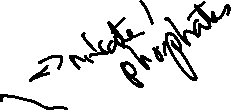 → nitrate/
phosphates